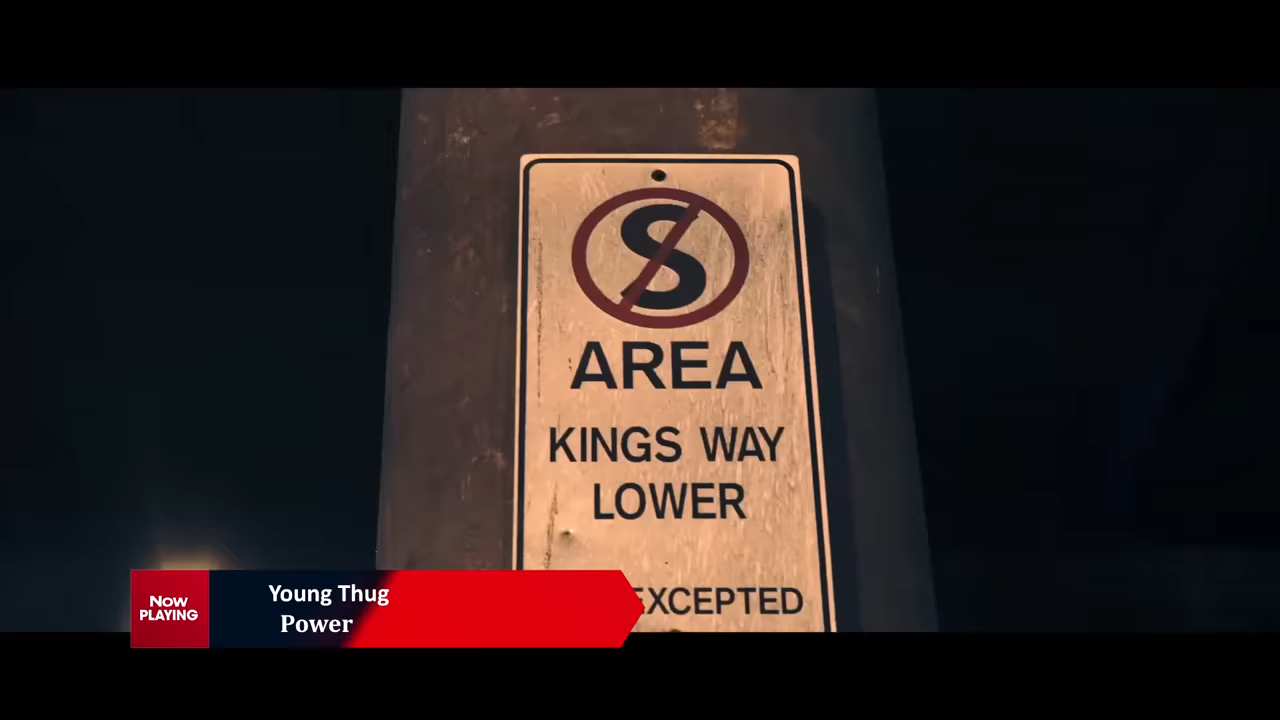 S
AREA
KINGS WAY
LOWER
EXCEPTED
Now
PLAYING
Young Thug
Power